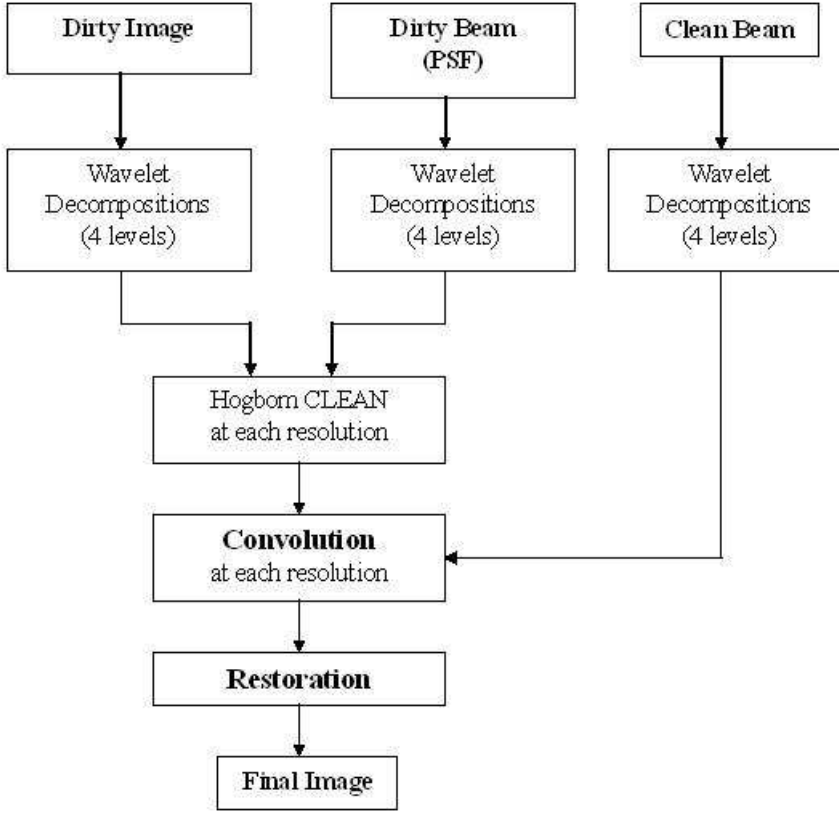 Dirty Image
Dirty Beam
(PSF)
Clean Beam
Wavelet
Decompositions
(4 levels)
Wavelet
Decompositions
(4 levels)
Wavelet
Decompositions
(4 levels)
Hogbom CLEAN
at each resolution
Convolution
at each resolution
Restoration
Final Image